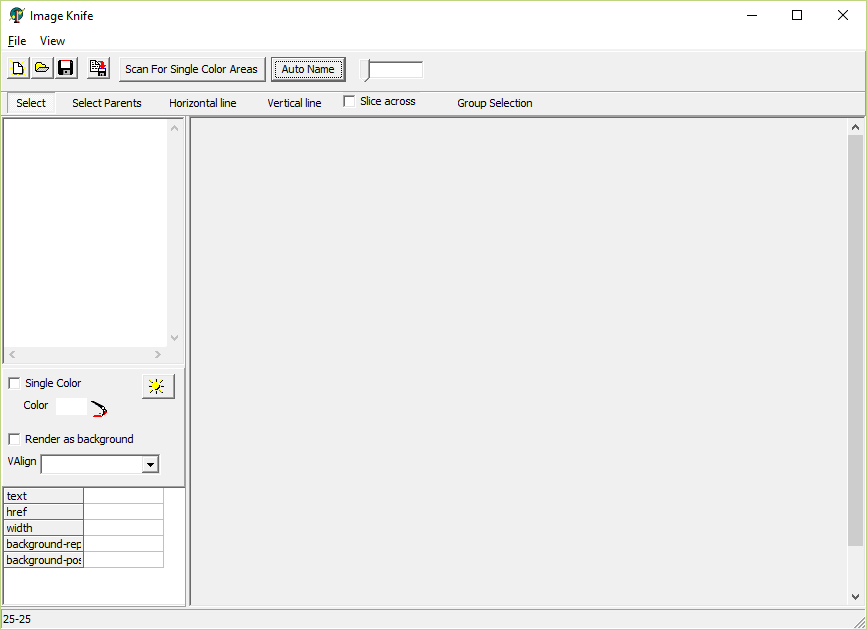 Image Knife
File View
Scan For Single Color Areas Auto Name
Select Select Parents Horizontal line Vertical line Slice across Group Selection
Single Color
Color
Render as background
VAlign
text
href
width
background-rep
background-pos
25-25